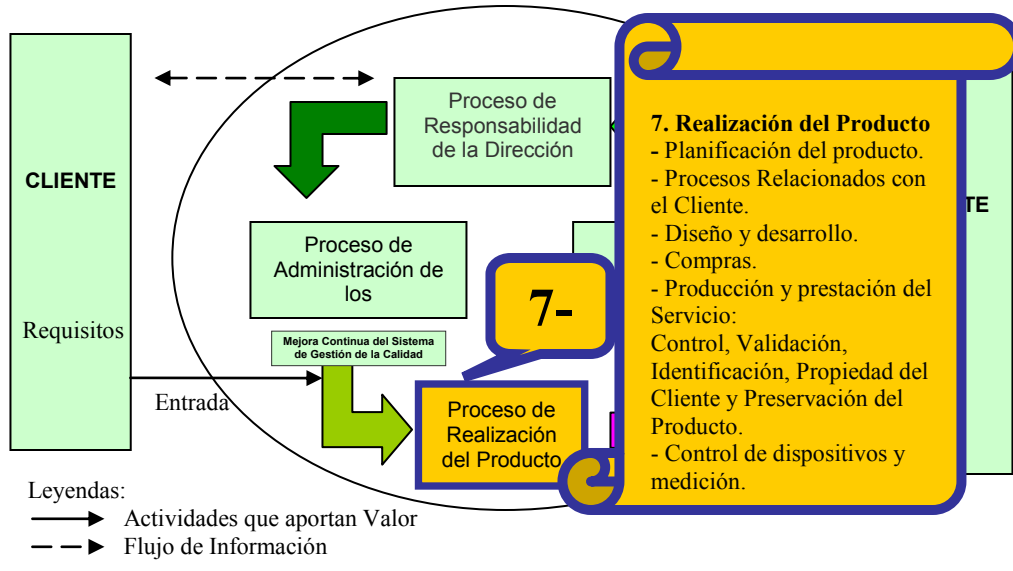 Proceso de
Responsabilidad
de la Dirección
CLIENTE
Requisitos
Proceso de
Administración de
los
Mejora Continua del Sistema
de Gestión de la Calidad
Entrada
Proceso de
Realización
del Producto
7-
7. Realización del Producto
- Planificación del producto.
- Procesos Relacionados con
el Cliente.
- Diseño y desarrollo.
- Compras.
- Producción y prestación del
Servicio:
Control, Validación,
Identificación, Propiedad del
Cliente y Preservación del
Producto.
- Control de dispositivos y
medición.
TE
Leyendas:
Actividades que aportan Valor
Flujo de Información